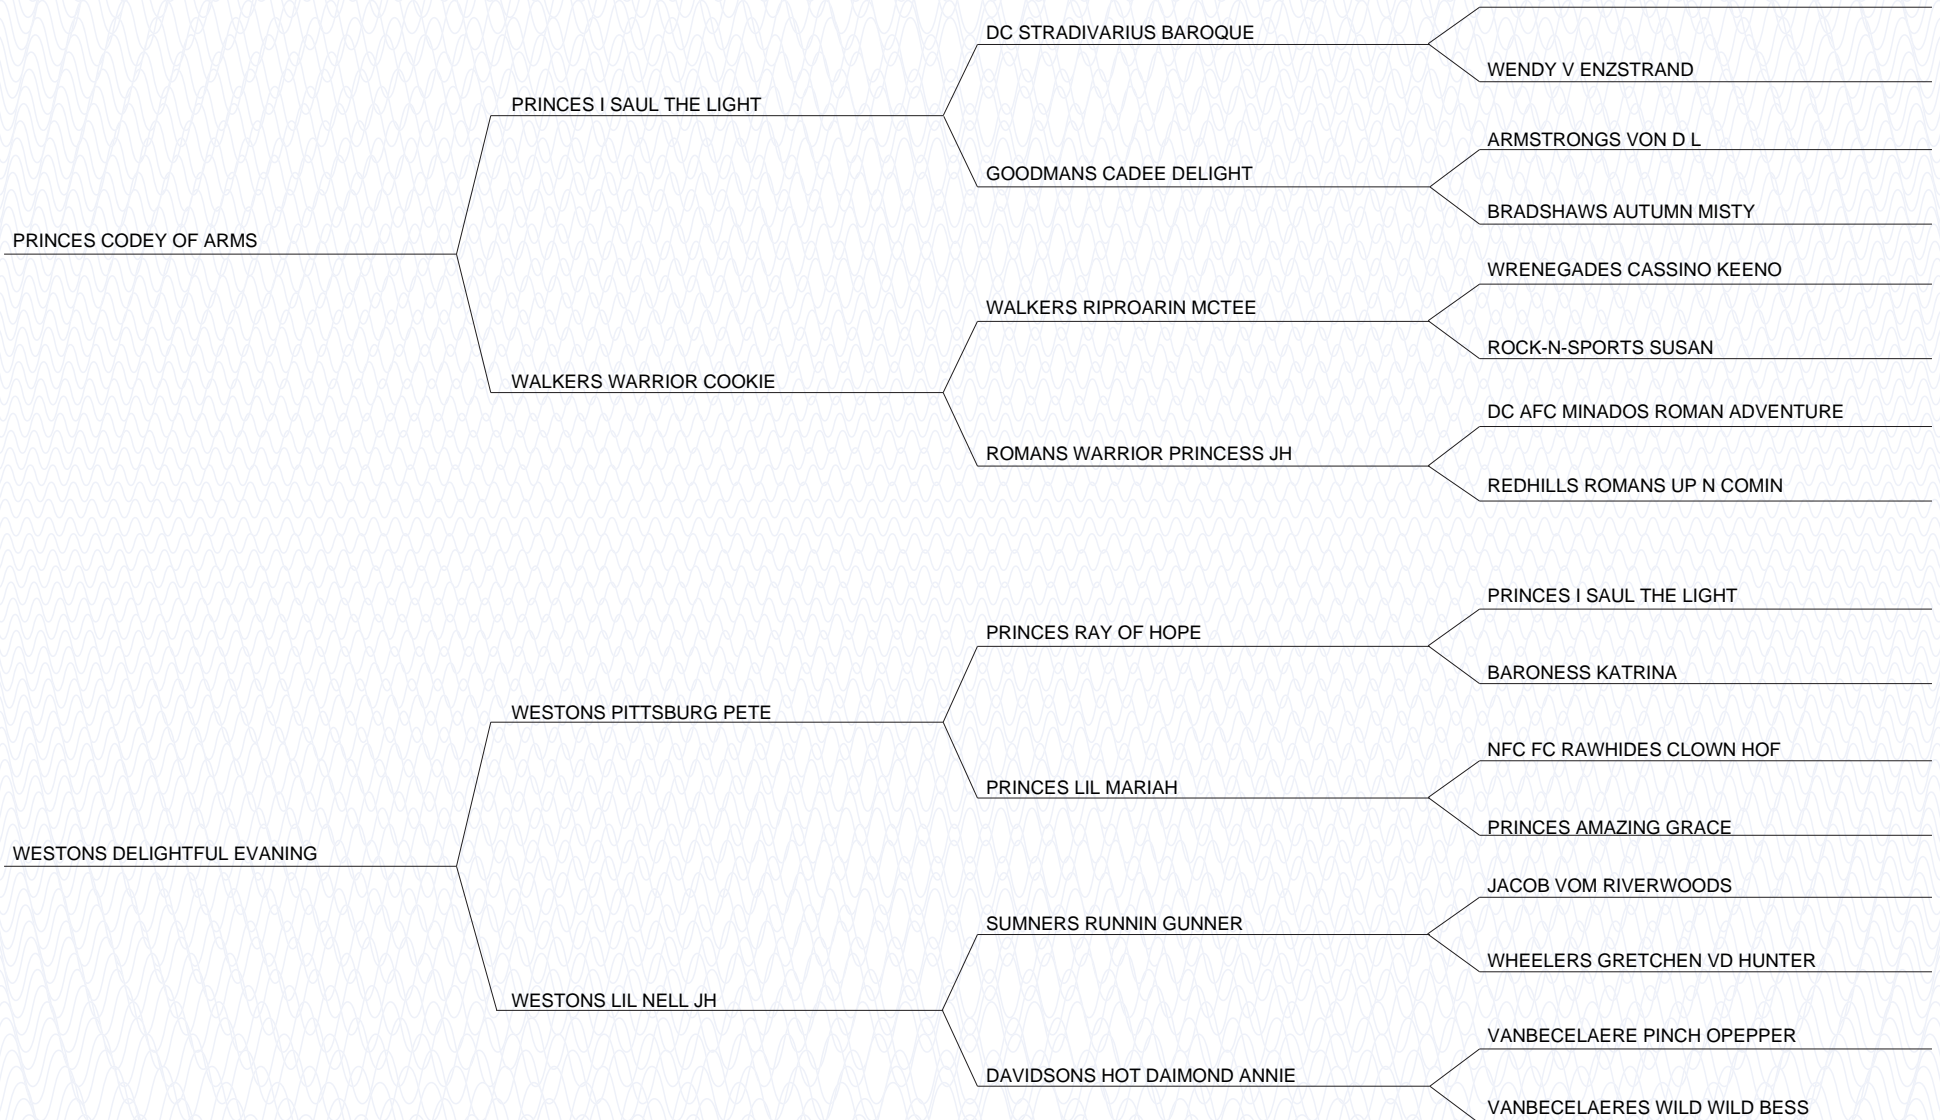 DC STRADIVARIUS BAROQUE
WENDY V ENZSTRAND
PRINCES I SAUL THE LIGHT
ARMSTRONGS VON D L
GOODMANS CADEE DELIGHT
BRADSHAWS AUTUMN MISTY
PRINCES CODEY OF ARMS
WRENEGADES CASSINO KEENO
WALKERS RIPROARIN MCTEE
ROCK-N-SPORTS SUSAN
WALKERS WARRIOR COOKIE
DC AFC MINADOS ROMAN ADVENTURE
ROMANS WARRIOR PRINCESS JH
REDHILLS ROMANS UP N COMIN
PRINCES I SAUL THE LIGHT
PRINCES RAY OF HOPE
BARONESS KATRINA
WESTONS PITTSBURG PETE
NFC FC RAWHIDES CLOWN HOF
PRINCES LIL MARIAH
PRINCES AMAZING GRACE
WESTONS DELIGHTFUL EVANING
JACOB VOM RIVERWOODS
SUMNERS RUNNIN GUNNER
WHEELERS GRETCHEN VD HUNTER
WESTONS LIL NELL JH
VANBECELAERE PINCH OPEPPER
DAVIDSONS HOT DAIMOND ANNIE
VANBECELAERES WILD WILD BESS